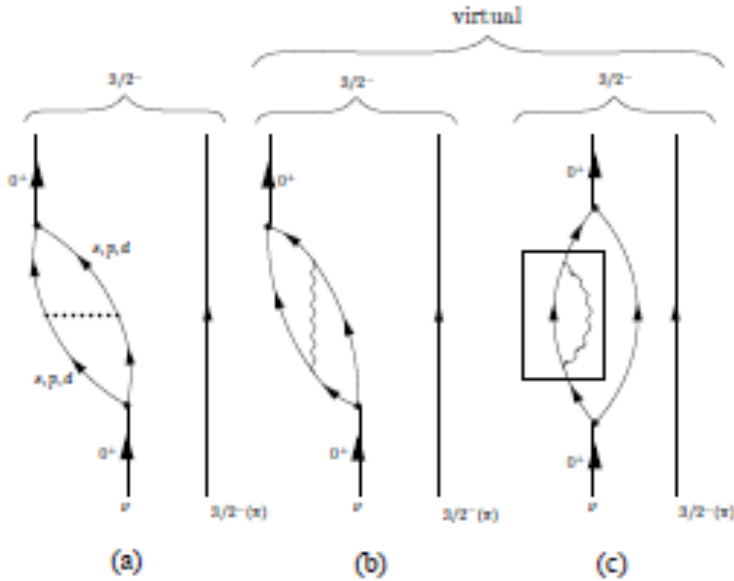 virtual
3/2⁻ 3/2⁻ 3/2⁻
0⁺ 0⁺ 0⁺
s,p,d
s,p,d
0⁺ 0⁺ 0⁺
ν 3/2⁻(π) ν 3/2⁻(π) ν 3/2⁻(π)
(a) (b) (c)